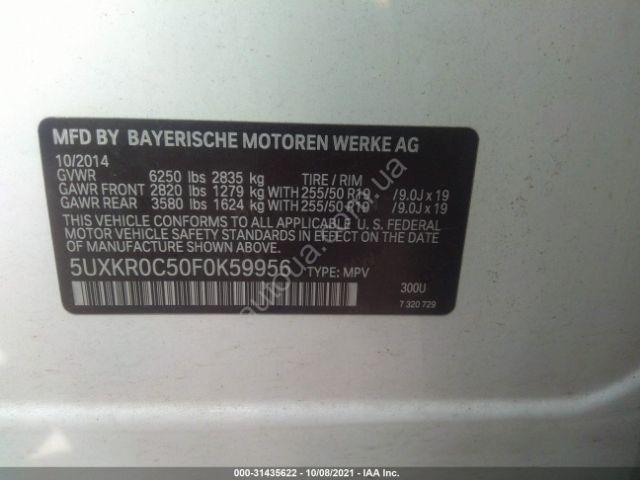 MFD BY BAYERISCHE MOTOREN WERKE AG
10/2014
GVWR 6250 lbs 2835 kg TIRE / RIM
GAWR FRONT 2820 lbs 1279 kg WITH 255/50 R19 / 9.0J x 19
GAWR REAR 3580 lbs 1624 kg WITH 255/50 R19 / 9.0J x 19
THIS VEHICLE CONFORMS TO ALL APPLICABLE U. S. FEDERAL
MOTOR VEHICLE SAFETY STANDARDS IN EFFECT ON THE DATE
OF MANUFACTURE SHOWN ABOVE.
5UXKR0C50F0K59956 TYPE: MPV
300U
7 320 729
autoua.com.ua
000-31435622 - 10/08/2021 - IAA Inc.